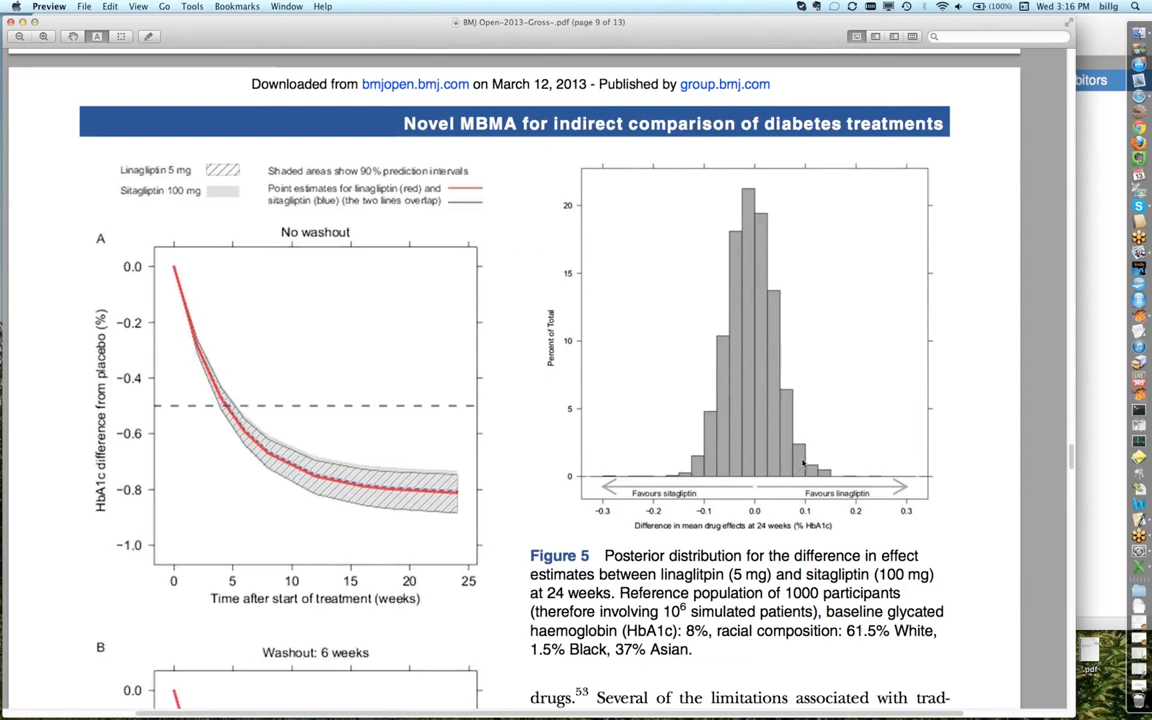 Preview File Edit View Go Tools Bookmarks Window Help
(100%) Wed 3:16 PM billg
BMJ Open-2013-Gross-.pdf (page 9 of 13)
Downloaded from bmjopen.bmj.com on March 12, 2013 - Published by group.bmj.com
bitors
Novel MBMA for indirect comparison of diabetes treatments
Linagliptin 5 mg
Sitagliptin 100 mg
Shaded areas show 90% prediction intervals
Point estimates for linagliptin (red) and
sitagliptin (blue) (the two lines overlap)
A
No washout
HbA1c difference from placebo (%)
0.0
−0.2
−0.4
−0.6
−0.8
−1.0
0 5 10 15 20 25
Time after start of treatment (weeks)
B
Washout: 6 weeks
0.0
Percent of Total
20
15
10
5
0
Favours sitagliptin
Favours linagliptin
−0.3 −0.2 −0.1 0.0 0.1 0.2 0.3
Difference in mean drug effects at 24 weeks (% HbA1c)
Figure 5 Posterior distribution for the difference in effect
estimates between linaglitpin (5 mg) and sitagliptin (100 mg)
at 24 weeks. Reference population of 1000 participants
(therefore involving 10⁶ simulated patients), baseline glycated
haemoglobin (HbA1c): 8%, racial composition: 61.5% White,
1.5% Black, 37% Asian.
drugs.⁵³ Several of the limitations associated with trad-
.pdf